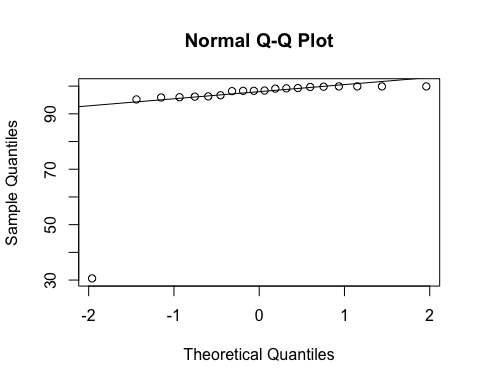 Normal Q-Q Plot
Sample Quantiles
90
70
50
30
-2 -1 0 1 2
Theoretical Quantiles